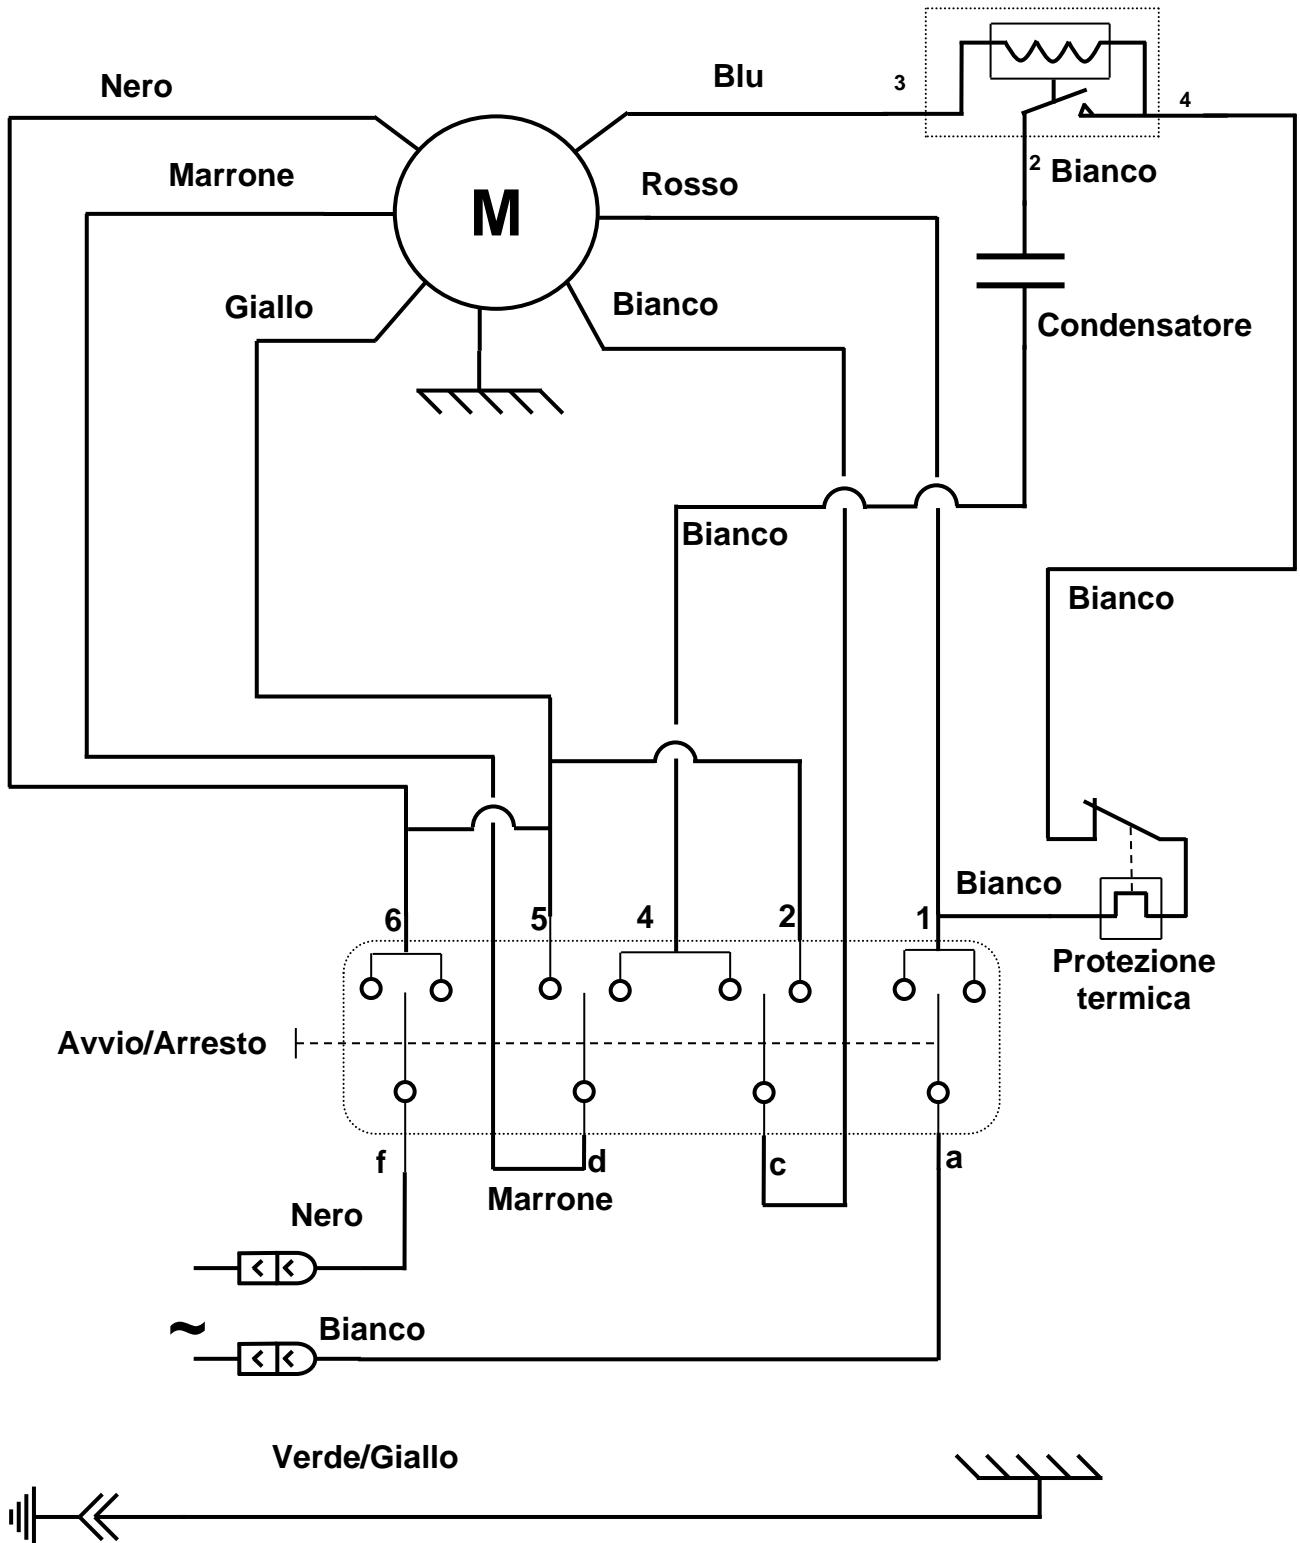 Nero
Blu
3
4
Marrone
Rosso
2 Bianco
M
Giallo
Bianco
Condensatore
Bianco
Bianco
Bianco
6
5
4
2
1
Protezione
termica
Avvio/Arresto
f
d
c
a
Marrone
Nero
~
Bianco
Verde/Giallo